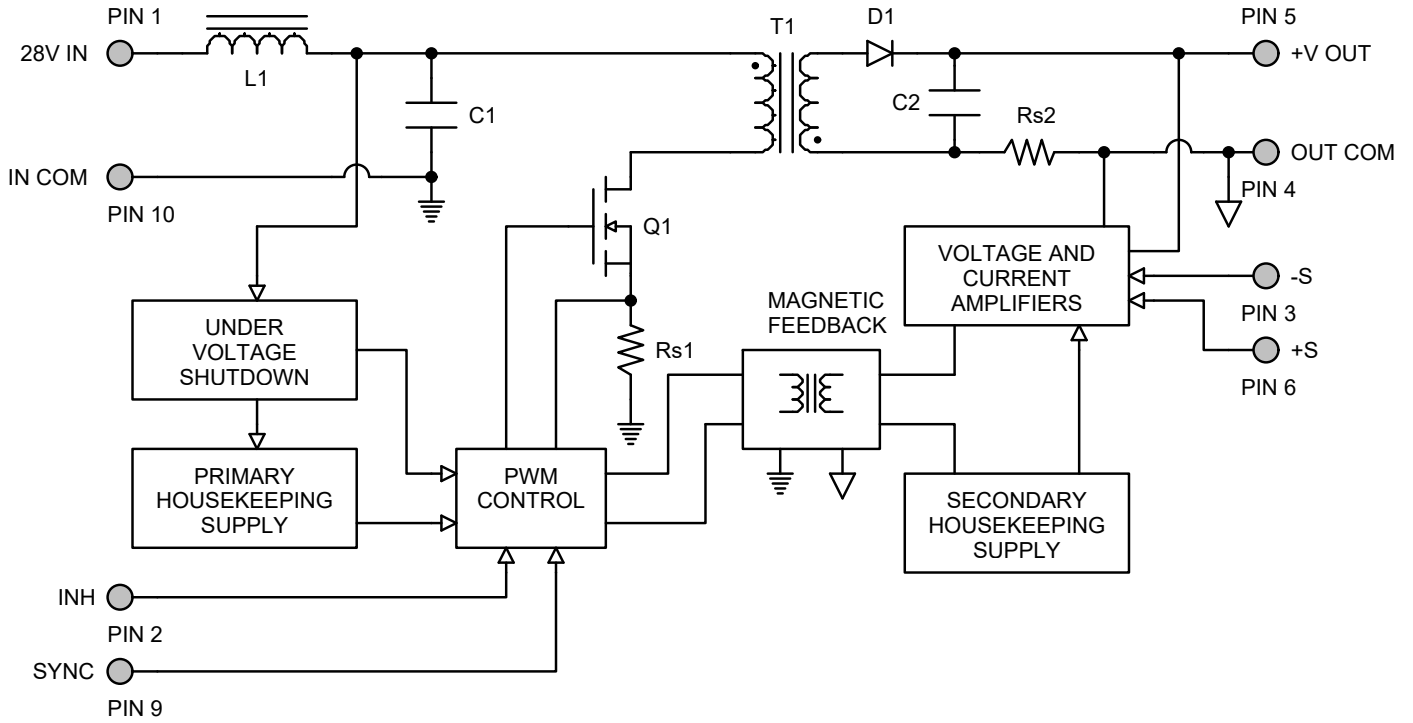 PIN 1
28V IN
L1
C1
IN COM
PIN 10
T1
D1
PIN 5
+V OUT
C2
Rs2
OUT COM
PIN 4
Q1
Rs1
UNDER
VOLTAGE
SHUTDOWN
PRIMARY
HOUSEKEEPING
SUPPLY
PWM
CONTROL
MAGNETIC
FEEDBACK
VOLTAGE AND
CURRENT
AMPLIFIERS
-S
PIN 3
+S
PIN 6
SECONDARY
HOUSEKEEPING
SUPPLY
INH
PIN 2
SYNC
PIN 9